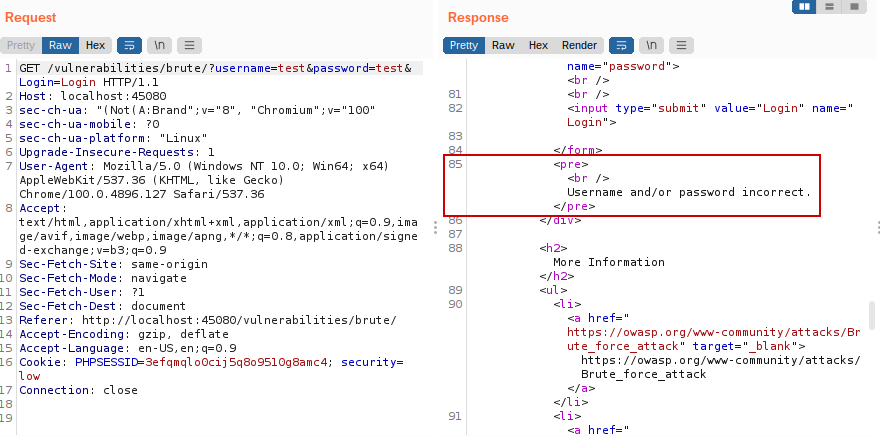 Request
Pretty Raw Hex \n
1 GET /vulnerabilities/brute/?username=test&password=test&
Login=Login HTTP/1.1
2 Host: localhost:45080
3 sec-ch-ua: "(Not(A:Brand";v="8", "Chromium";v="100"
4 sec-ch-ua-mobile: ?0
5 sec-ch-ua-platform: "Linux"
6 Upgrade-Insecure-Requests: 1
7 User-Agent: Mozilla/5.0 (Windows NT 10.0; Win64; x64)
AppleWebKit/537.36 (KHTML, like Gecko)
Chrome/100.0.4896.127 Safari/537.36
8 Accept:
text/html,application/xhtml+xml,application/xml;q=0.9,ima
ge/avif,image/webp,image/apng,*/*;q=0.8,application/signe
d-exchange;v=b3;q=0.9
9 Sec-Fetch-Site: same-origin
10 Sec-Fetch-Mode: navigate
11 Sec-Fetch-User: ?1
12 Sec-Fetch-Dest: document
13 Referer: http://localhost:45080/vulnerabilities/brute/
14 Accept-Encoding: gzip, deflate
15 Accept-Language: en-US,en;q=0.9
16 Cookie: PHPSESSID=3efqmqlo0cij5q8o9510g8amc4; security=
low
17 Connection: close
18
19
Response
Pretty Raw Hex Render \n
name="password">
<br />
81 <br />
82 <input type="submit" value="Login" name="
Login">
83
84 </form>
85 <pre>
<br />
Username and/or password incorrect.
</pre>
86 </div>
87
88 <h2>
More Information
</h2>
89 <ul>
90 <li>
<a href="
https://owasp.org/www-community/attacks/Br
ute_force_attack" target="_blank">
https://owasp.org/www-community/attacks/
Brute_force_attack
</a>
</li>
91 <li>
<a href="